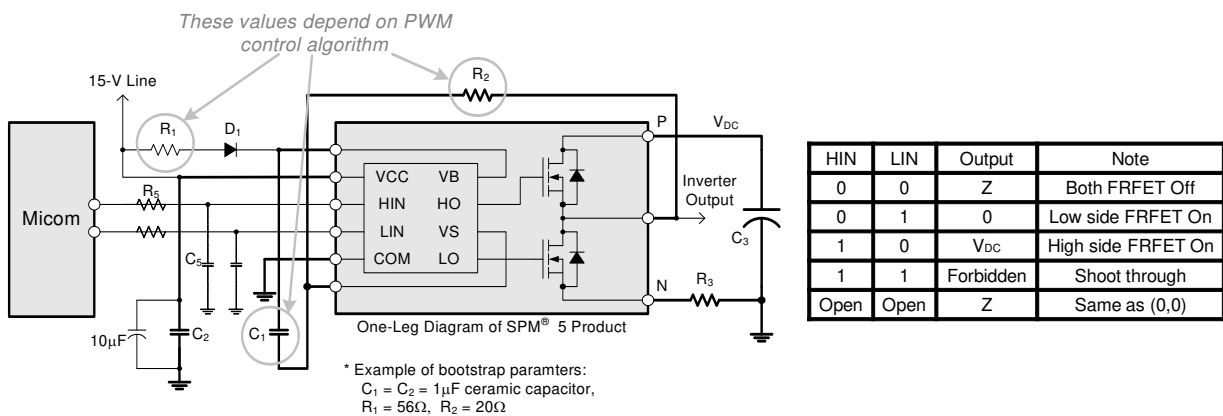 These values depend on PWM
control algorithm
R2
15-V Line
R1
D1
P
VDC
Micom
R5
VCC VB
HIN HO
LIN VS
COM LO
Inverter
Output
C5
C3
N
R3
10μF
C2
C1
One-Leg Diagram of SPM® 5 Product
* Example of bootstrap paramters:
C1 = C2 = 1μF ceramic capacitor,
R1 = 56Ω, R2 = 20Ω
HIN LIN Output Note
0 0 Z Both FRFET Off
0 1 0 Low side FRFET On
1 0 VDC High side FRFET On
1 1 Forbidden Shoot through
Open Open Z Same as (0,0)